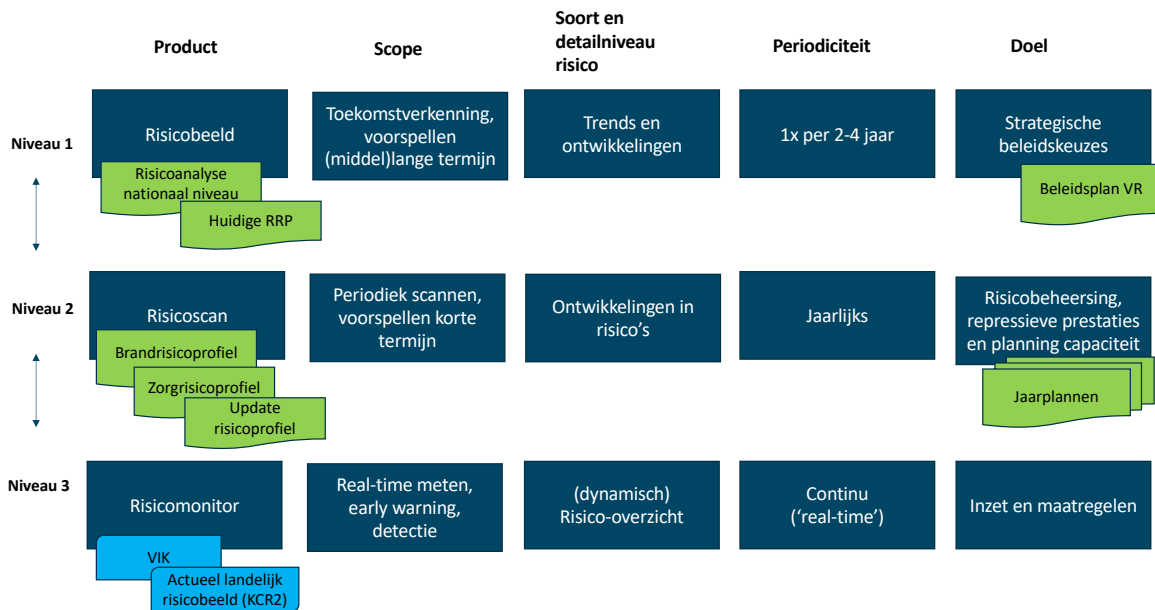 Product
Scope
Soort en
detailniveau
risico
Periodiciteit
Doel
Niveau 1
Risicobeeld
Toekomstverkenning,
voorspellen
(middel)lange termijn
Trends en
ontwikkelingen
1x per 2-4 jaar
Strategische
beleidskeuzes
Risicoanalyse
nationaal niveau
Huidige RRP
Beleidsplan VR
Niveau 2
Risicoscan
Periodiek scannen,
voorspellen korte
termijn
Ontwikkelingen in
risico's
Jaarlijks
Risicobeheersing,
repressieve prestaties
en planning capaciteit
Brandrisicoprofiel
Zorgrisicoprofiel
Update
risicoprofiel
Jaarplannen
Niveau 3
Risicomonitor
Real-time meten,
early warning,
detectie
(dynamisch)
Risico-overzicht
Continu
('real-time')
Inzet en maatregelen
VIK
Actueel landelijk
risicobeeld (KCR2)